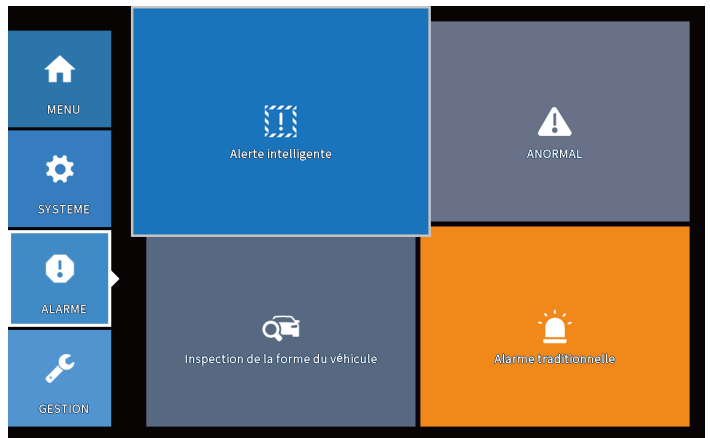 MENU
SYSTEME
ALARME
GESTION
Alerte intelligente
ANORMAL
Inspection de la forme du véhicule
Alarme traditionnelle